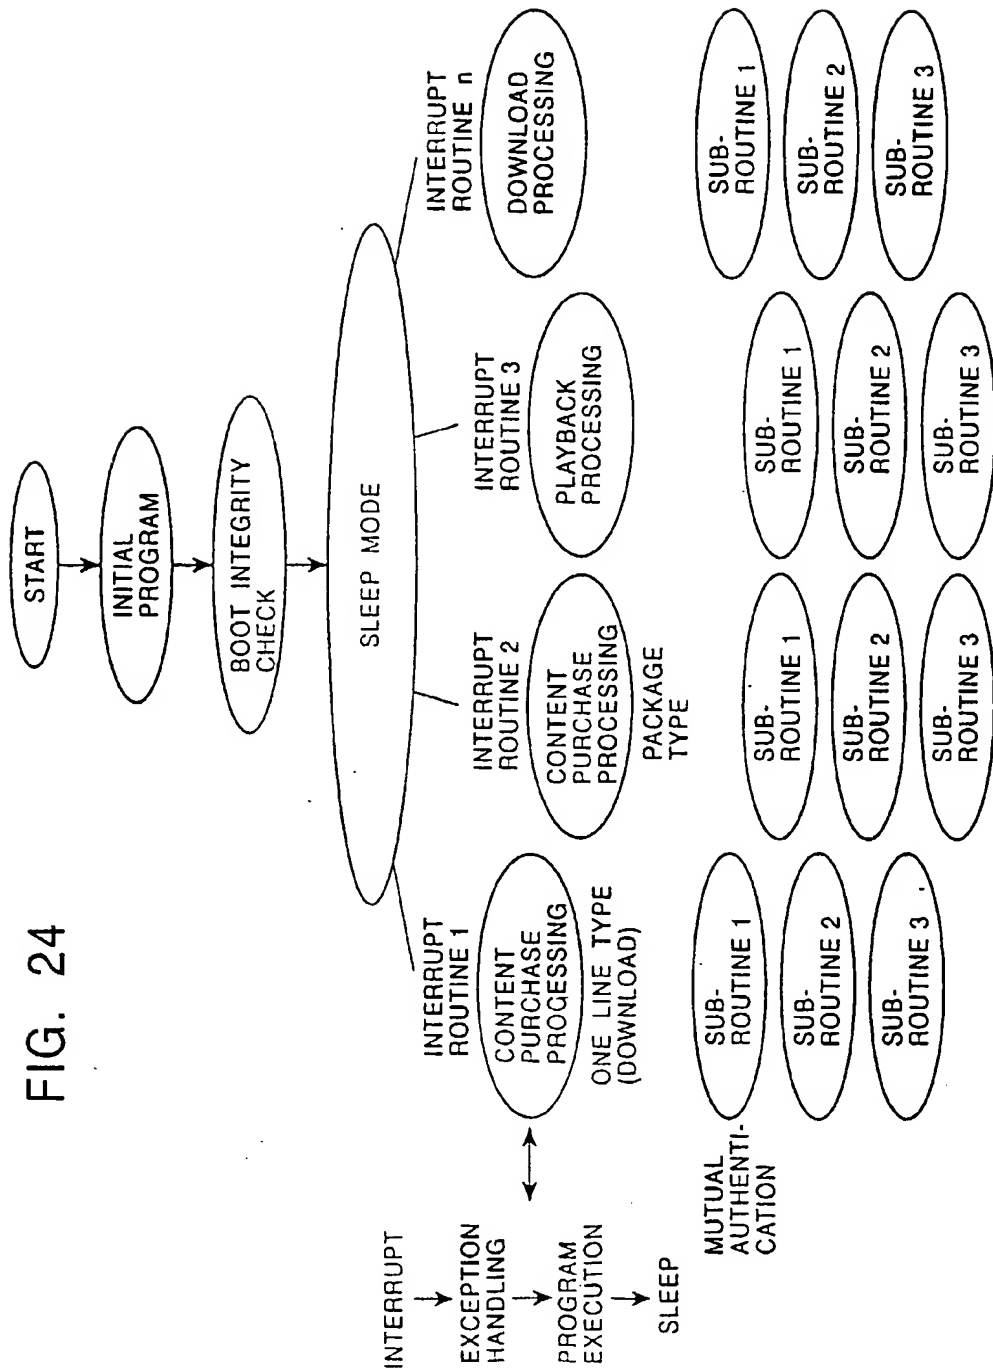 FIG. 24
START
INITIAL
PROGRAM
BOOT INTEGRITY
CHECK
SLEEP MODE
INTERRUPT
EXCEPTION
HANDLING
PROGRAM
EXECUTION
SLEEP
INTERRUPT
ROUTINE 1
CONTENT
PURCHASE
PROGESSING
ONE LINE TYPE
(DOWNLOAD)
INTERRUPT
ROUTINE 2
CONTENT
PURCHASE
PROCESSING
PACKAGE
TYPE
INTERRUPT
ROUTINE 3
PLAYBACK
PROCESSING
INTERRUPT
ROUTINE n
DOWNLOAD
PROCESSING
MUTUAL
AUTHENTI-
CATION
SUB-
ROUTINE 1
SUB-
ROUTINE 2
SUB-
ROUTINE 3
SUB-
ROUTINE 1
SUB-
ROUTINE 2
SUB-
ROUTINE 3
SUB-
ROUTINE 1
SUB-
ROUTINE 2
SUB-
ROUTINE 3
SUB-
ROUTINE 1
SUB-
ROUTINE 2
SUB-
ROUTINE 3